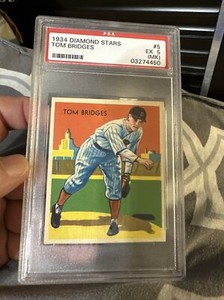 PSA
1934 DIAMOND STARS #5
TOM BRIDGES EX 5
(MK)
03274450
TOM BRIDGES